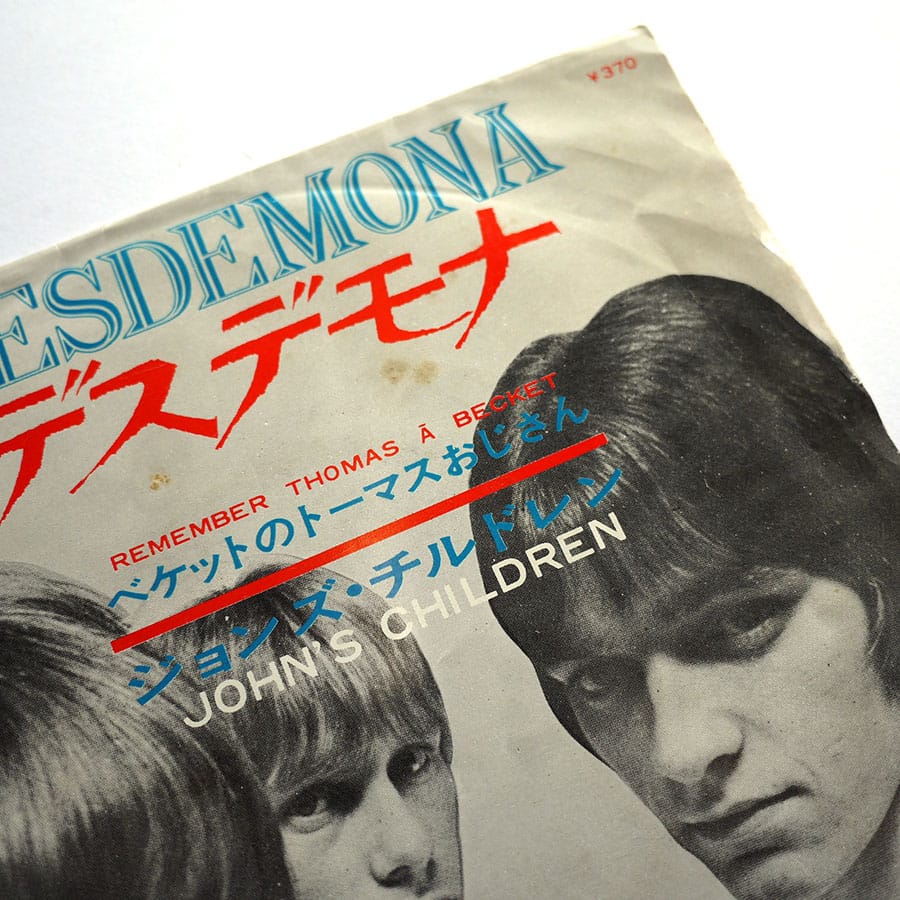 ¥370
ESDEMONA
デスデモナ
REMEMBER THOMAS Ā BECKET
ベケットのトーマスおじさん
ジョンズ・チルドレン
JOHN'S CHILDREN